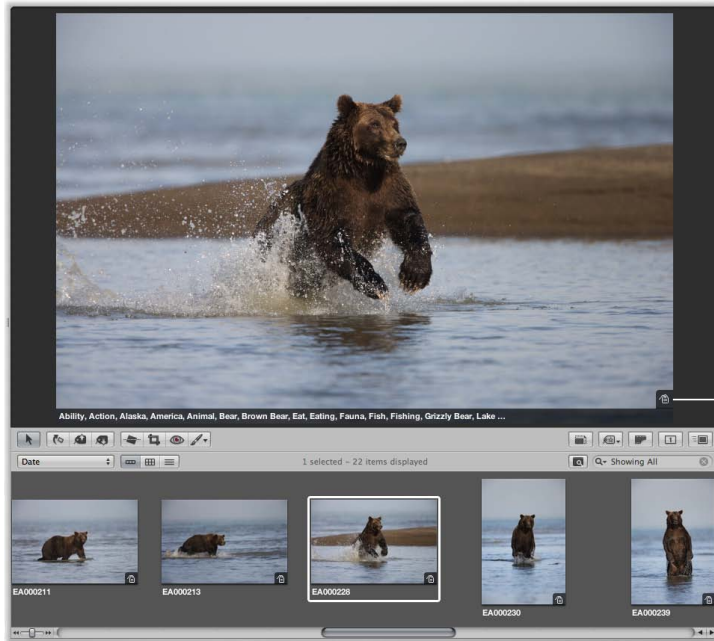 Ability, Action, Alaska, America, Animal, Bear, Brown Bear, Eat, Eating, Fauna, Fish, Fishing, Grizzly Bear, Lake ...
Date
1 selected - 22 items displayed
Showing All
EA000211
EA000213
EA000228
EA000230
EA000239